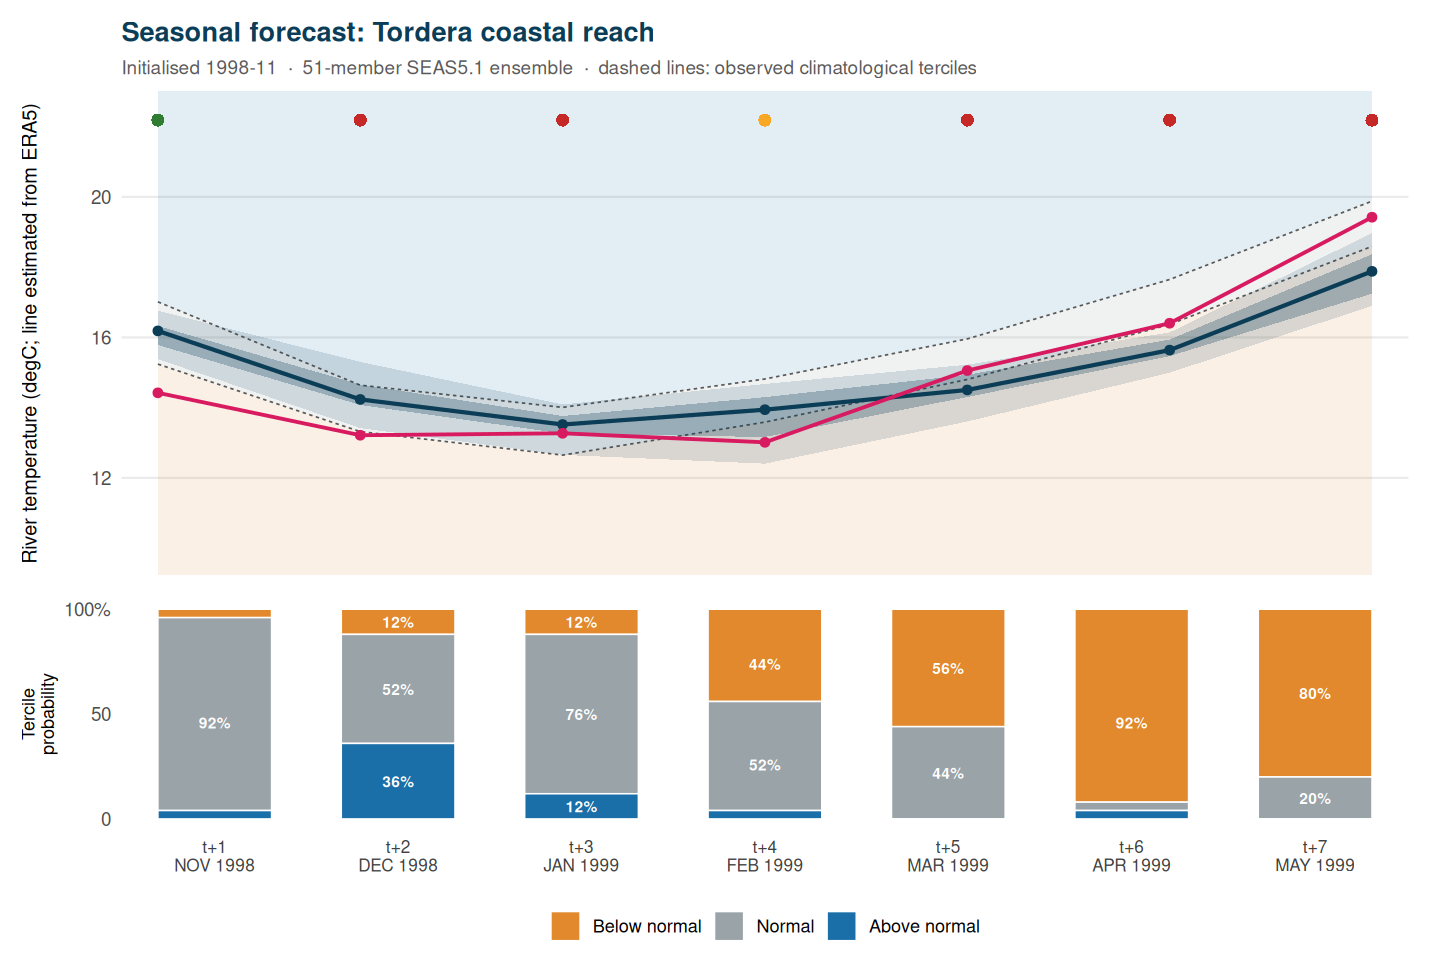 Seasonal forecast: Tordera coastal reach
Initialised 1998-11 · 51-member SEAS5.1 ensemble · dashed lines: observed climatological terciles
River temperature (degC; line estimated from ERA5)
20
16
12
Tercile
probability
100%
50
0
92%
12%
52%
36%
12%
76%
12%
44%
52%
56%
44%
92%
80%
20%
t+1
NOV 1998
t+2
DEC 1998
t+3
JAN 1999
t+4
FEB 1999
t+5
MAR 1999
t+6
APR 1999
t+7
MAY 1999
Below normal
Normal
Above normal